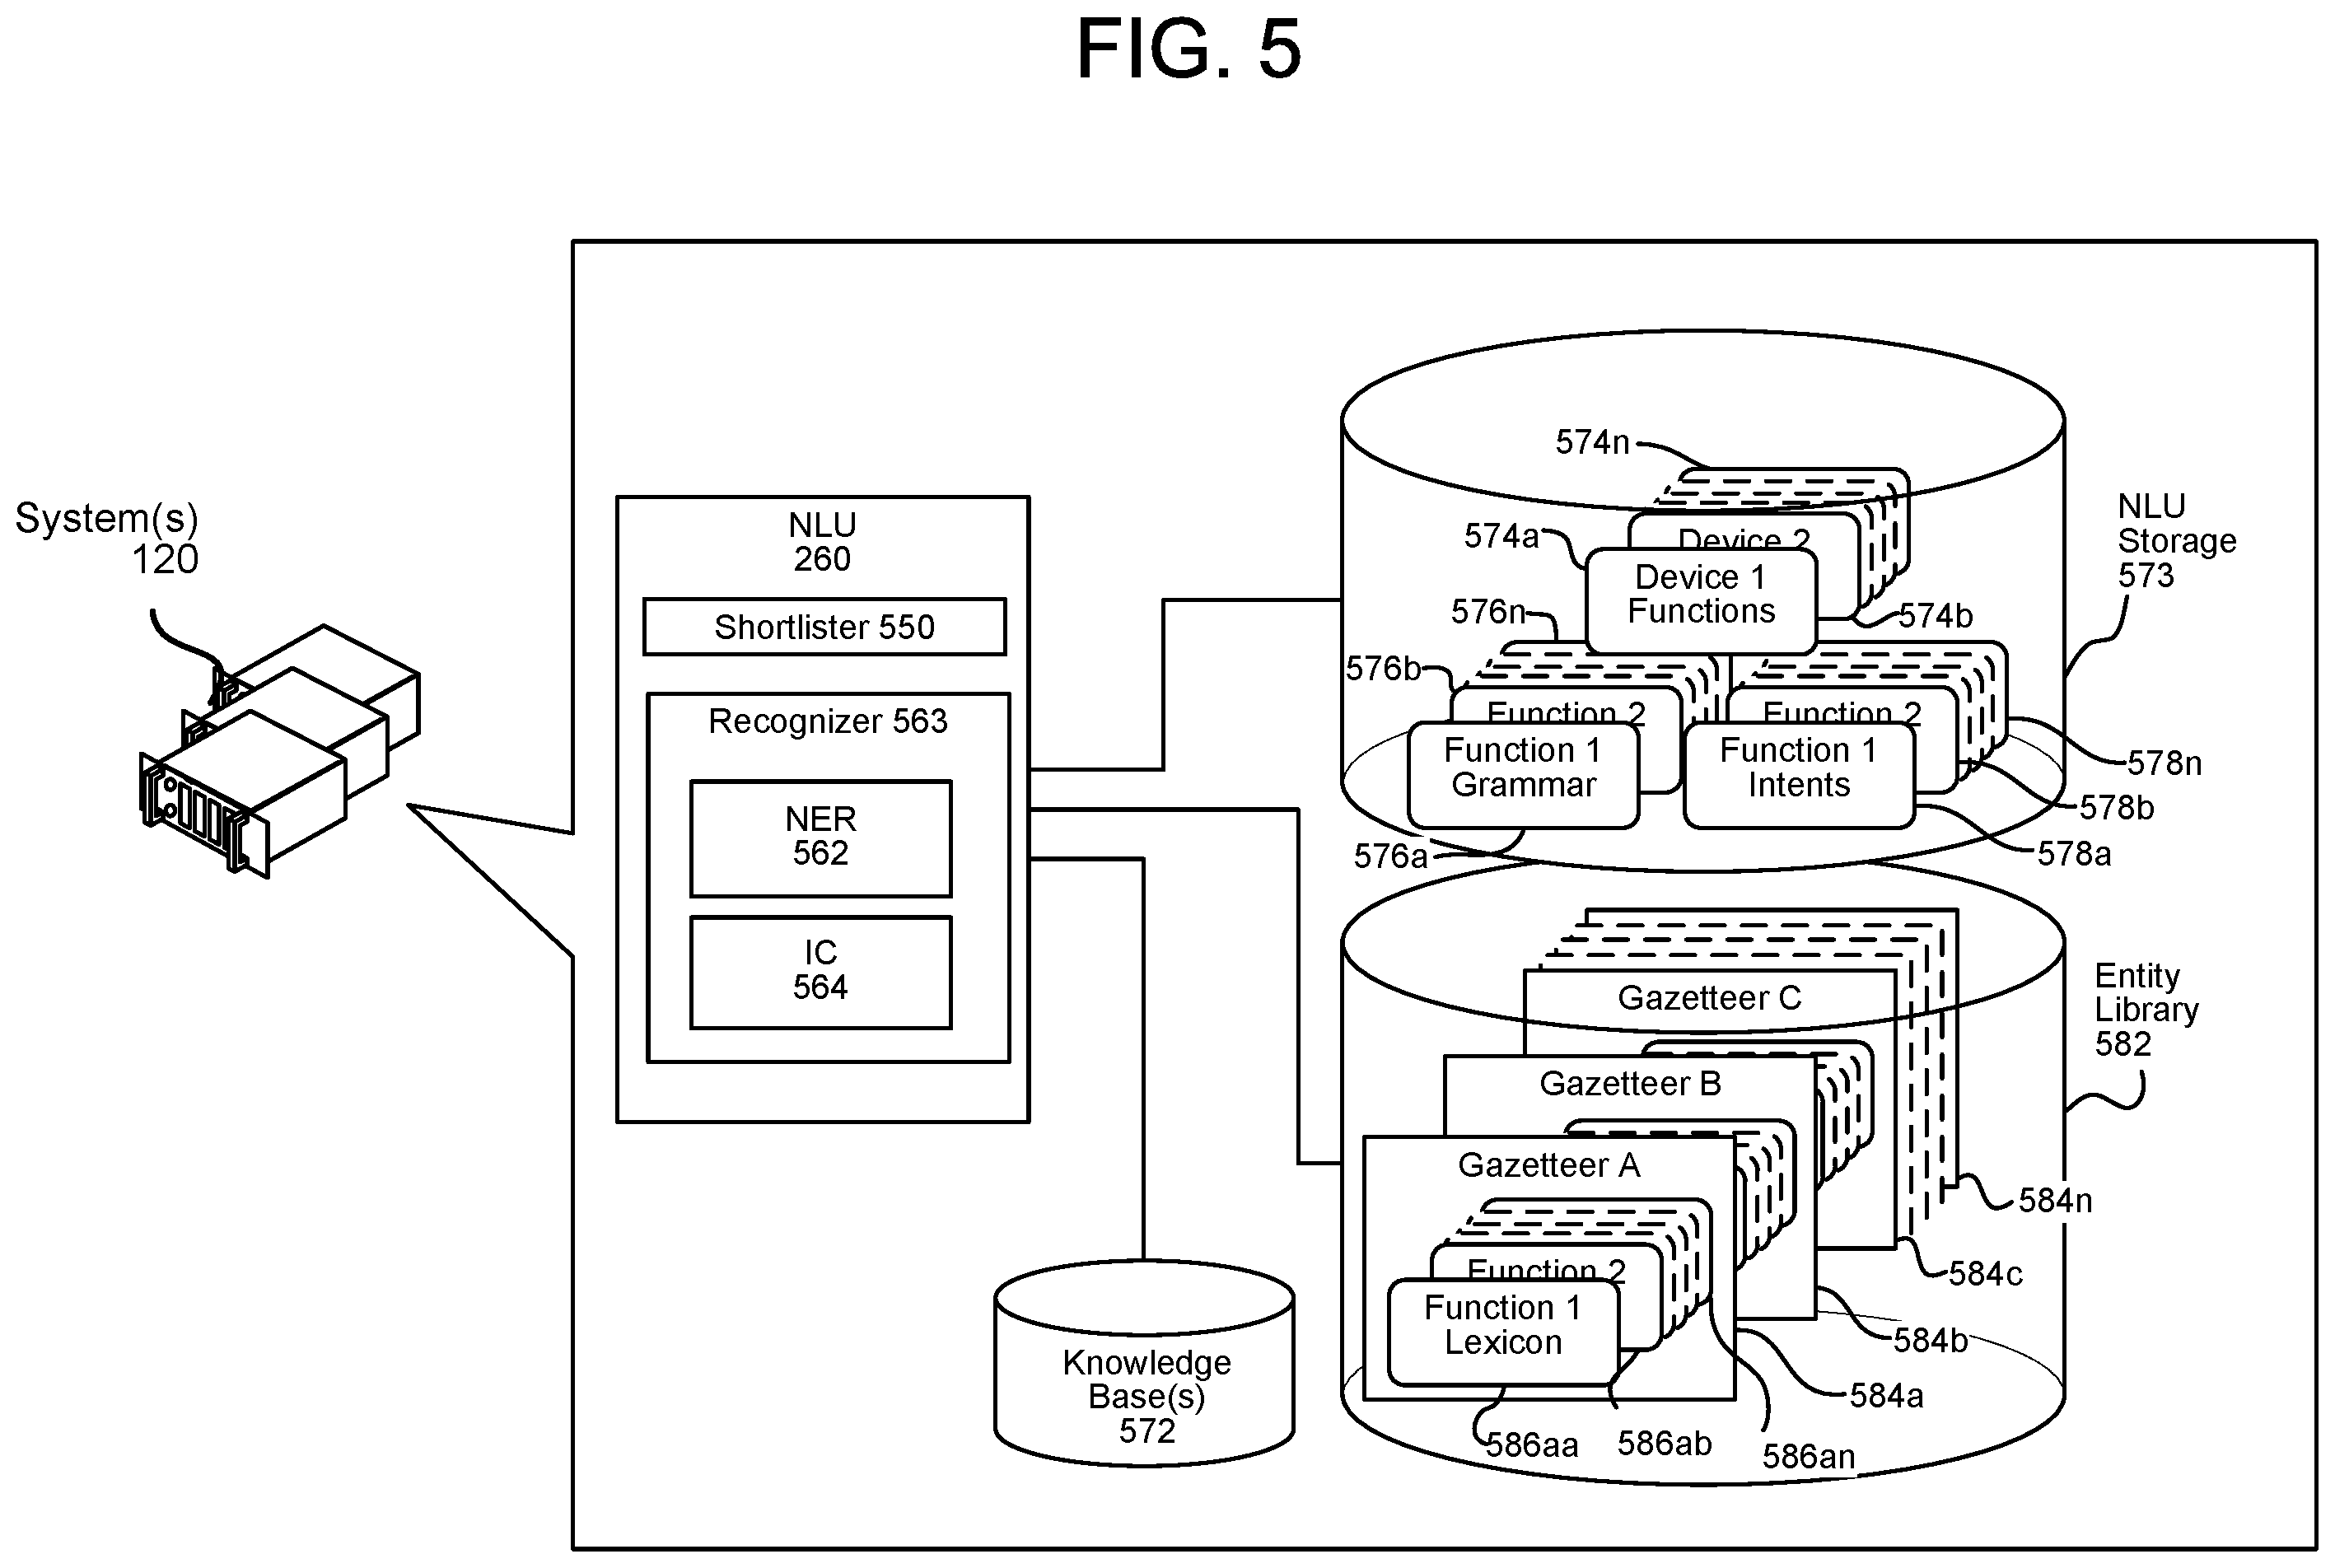 FIG. 5
System(s)
120
NLU
260
Shortlister 550
Recognizer 563
NER
562
IC
564
Knowledge
Base(s)
572
574n
574a
Device 2
Device 1
Functions
574b
576n
576b
Function 2
Function 1
Grammar
576a
Function 2
Function 1
Intents
578n
578b
578a
NLU
Storage
573
Gazetteer C
Gazetteer B
Gazetteer A
Function 2
Function 1
Lexicon
584n
584c
584b
584a
586aa
586ab
586an
Entity
Library
582